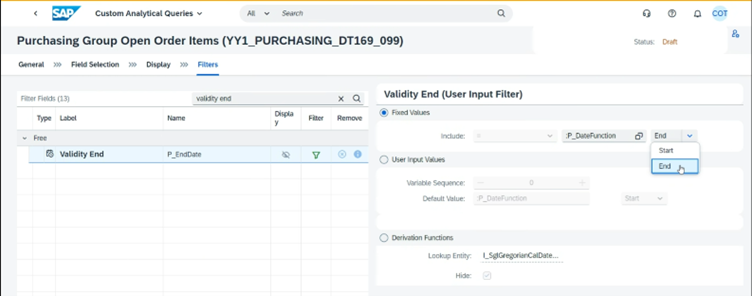 SAP Custom Analytical Queries All Search COT
Purchasing Group Open Order Items (YY1_PURCHASING_DT169_099)
Status: Draft
General >>> Field Selection >>> Display >>> Filters
Filter Fields (13) validity end
Type Label Name Displa
y Filter Remove
Free
Validity End P_EndDate
Validity End (User Input Filter)
Fixed Values
Include: = :P_DateFunction End
Start
End
User Input Values
Variable Sequence: 0
Default Value: :P_DateFunction Start
Derivation Functions
Lookup Entity: I_SglGregorianCalDate...
Hide: